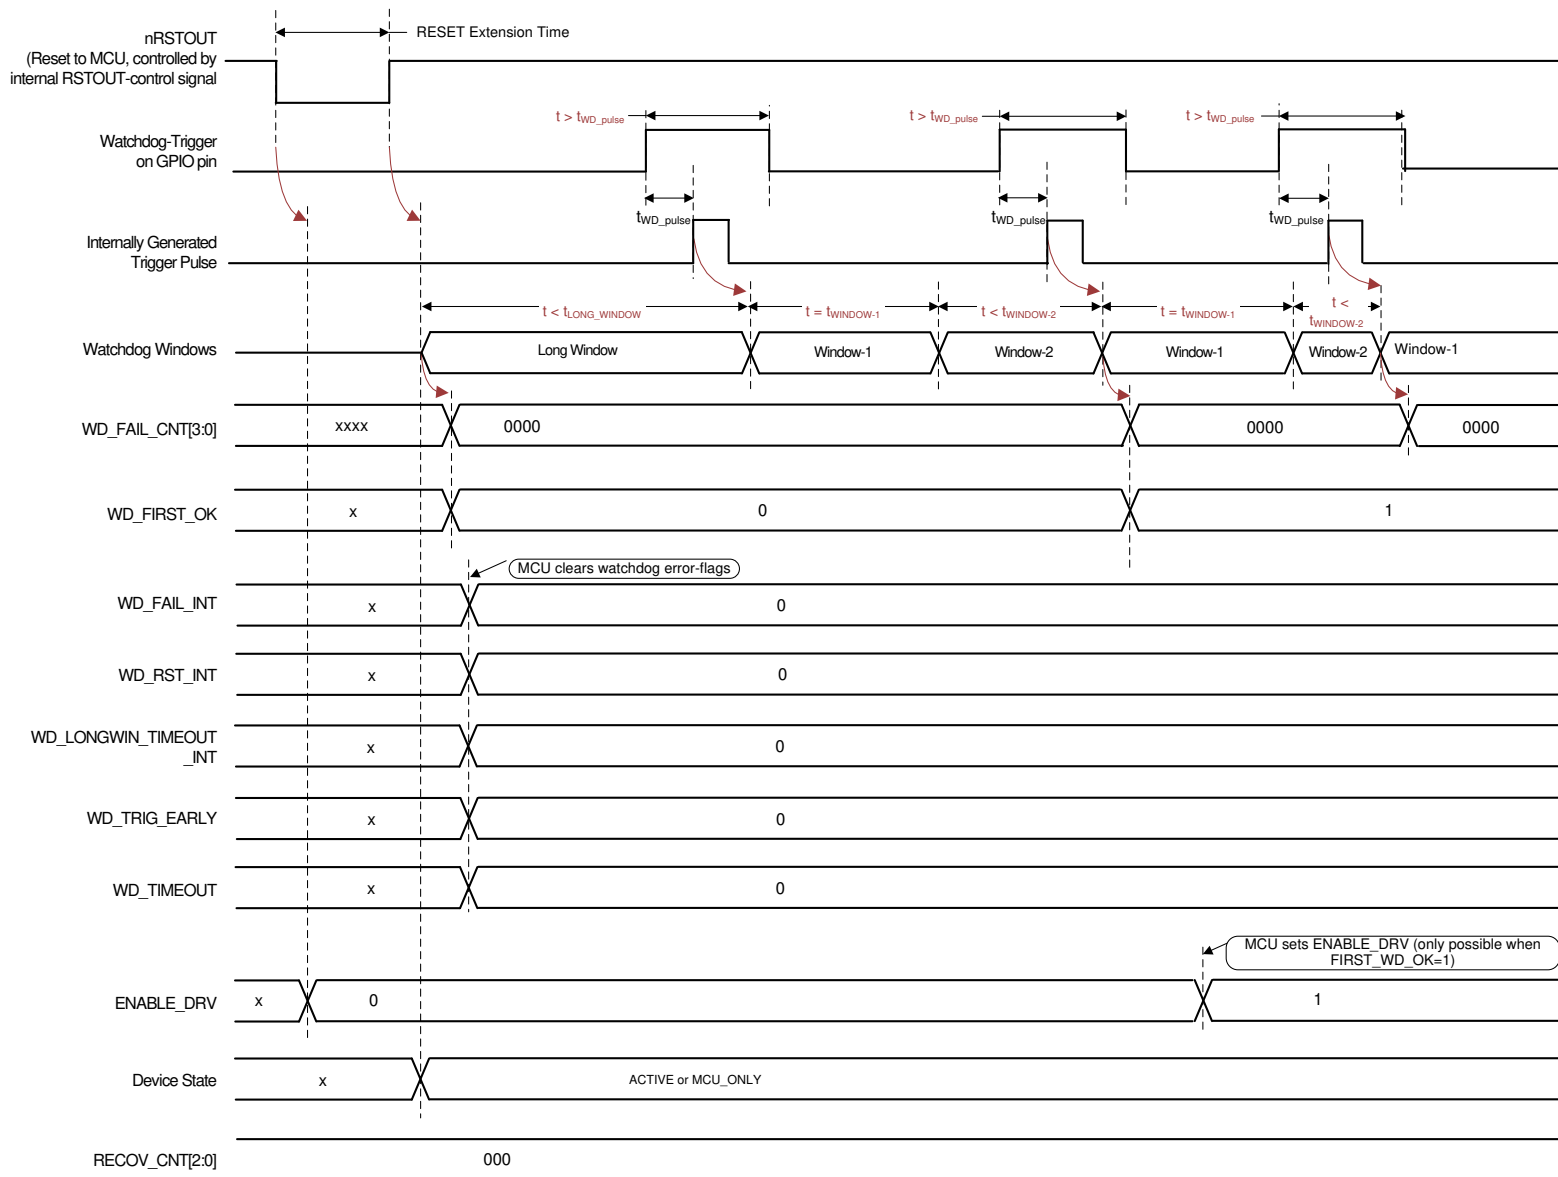 nRSTOUT
(Reset to MCU, controlled by
internal RSTOUT-control signal
RESET Extension Time
Watchdog-Trigger
on GPIO pin
t > tWD_pulse
t > tWD_pulse
t > tWD_pulse
tWD_pulse
tWD_pulse
tWD_pulse
Internally Generated
Trigger Pulse
t < tLONG_WINDOW
t = tWINDOW-1
t < tWINDOW-2
t = tWINDOW-1
t <
tWINDOW-2
Watchdog Windows
Long Window
Window-1
Window-2
Window-1
Window-2
Window-1
WD_FAIL_CNT[3:0]
xxxx
0000
0000
0000
WD_FIRST_OK
x
0
1
MCU clears watchdog error-flags
WD_FAIL_INT
x
0
WD_RST_INT
x
0
WD_LONGWIN_TIMEOUT
_INT
x
0
WD_TRIG_EARLY
x
0
WD_TIMEOUT
x
0
MCU sets ENABLE_DRV (only possible when
FIRST_WD_OK=1)
ENABLE_DRV
x
0
1
Device State
x
ACTIVE or MCU_ONLY
RECOV_CNT[2:0]
000